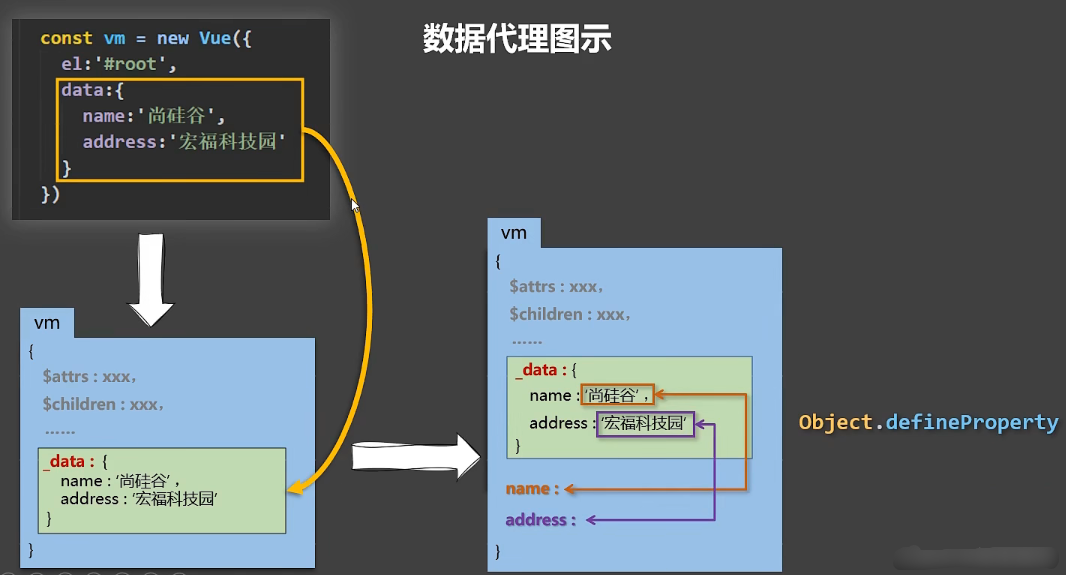 数据代理图示
const vm = new Vue({
el:'#root',
data:{
name:'尚硅谷',
address:'宏福科技园'
}
})
vm
{
$attrs : xxx，
$children : xxx，
……
_data : {
name : ‘尚硅谷’ ，
address : ‘宏福科技园’
}
}
vm
{
$attrs : xxx，
$children : xxx，
……
_data : {
name : ‘尚硅谷’ ，
address : ‘宏福科技园’
}
name :
address :
}
Object.defineProperty